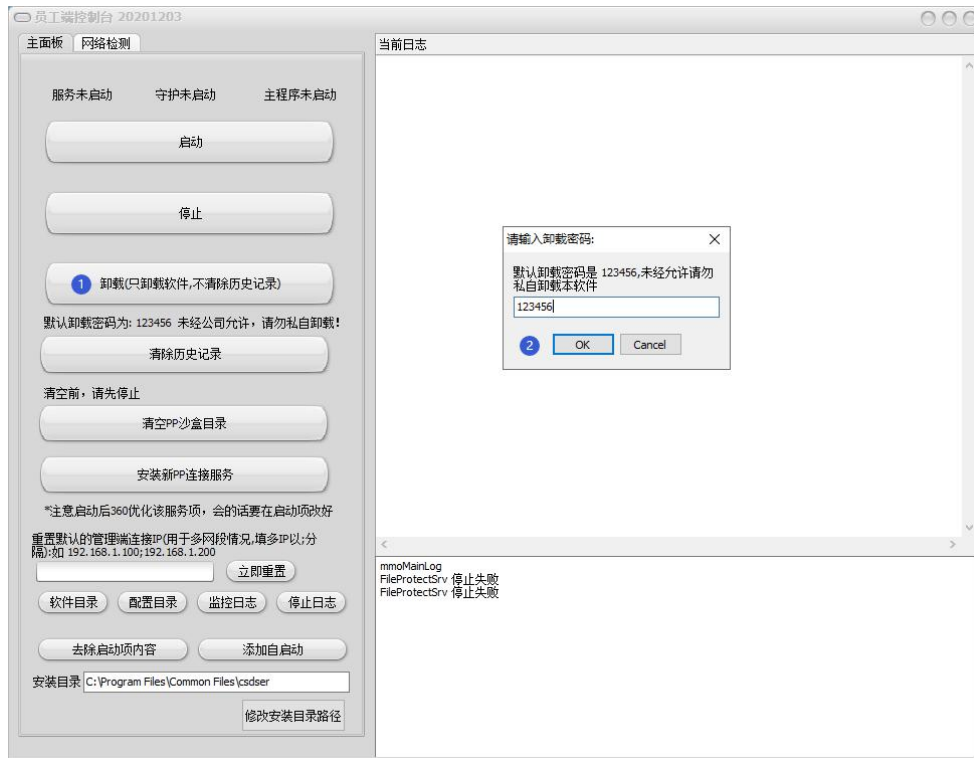 员工端控制台 20201203
主面板 网络检测
服务未启动 守护未启动 主程序未启动
启动
停止
1 卸载(只卸载软件,不清除历史记录)
默认卸载密码为: 123456 未经公司允许，请勿私自卸载!
清除历史记录
清空前，请先停止
清空PP沙盒目录
安装新PP连接服务
*注意启动后360优化该服务项，会的话要在启动项改好
重置默认的管理端连接IP(用于多网段情况,填多IP以;分
隔):如 192.168.1.100;192.168.1.200
立即重置
软件目录 配置目录 监控日志 停止日志
去除启动项内容 添加自启动
安装目录 C:\Program Files\Common Files\csdser
修改安装目录路径
当前日志
请输入卸载密码:
默认卸载密码是 123456,未经允许请勿
私自卸载本软件
123456
2 OK Cancel
mmoMainLog
FileProtectSrv 停止失败
FileProtectSrv 停止失败